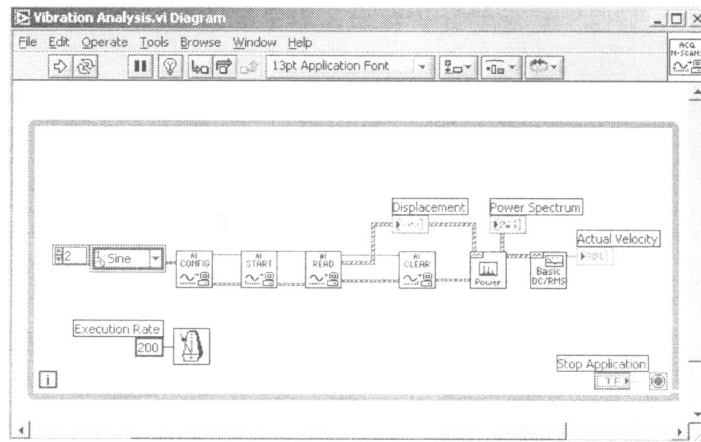 Vibration Analysis.vi Diagram
File Edit Operate Tools Browse Window Help
13pt Application Font
ACQ
N-SCANS
Displacement
Power Spectrum
Actual Velocity
2
Sine
AI
CONFIG
AI
START
AI
READ
AI
CLEAR
Power
Basic
DC/RMS
Execution Rate
200
Stop Application
i